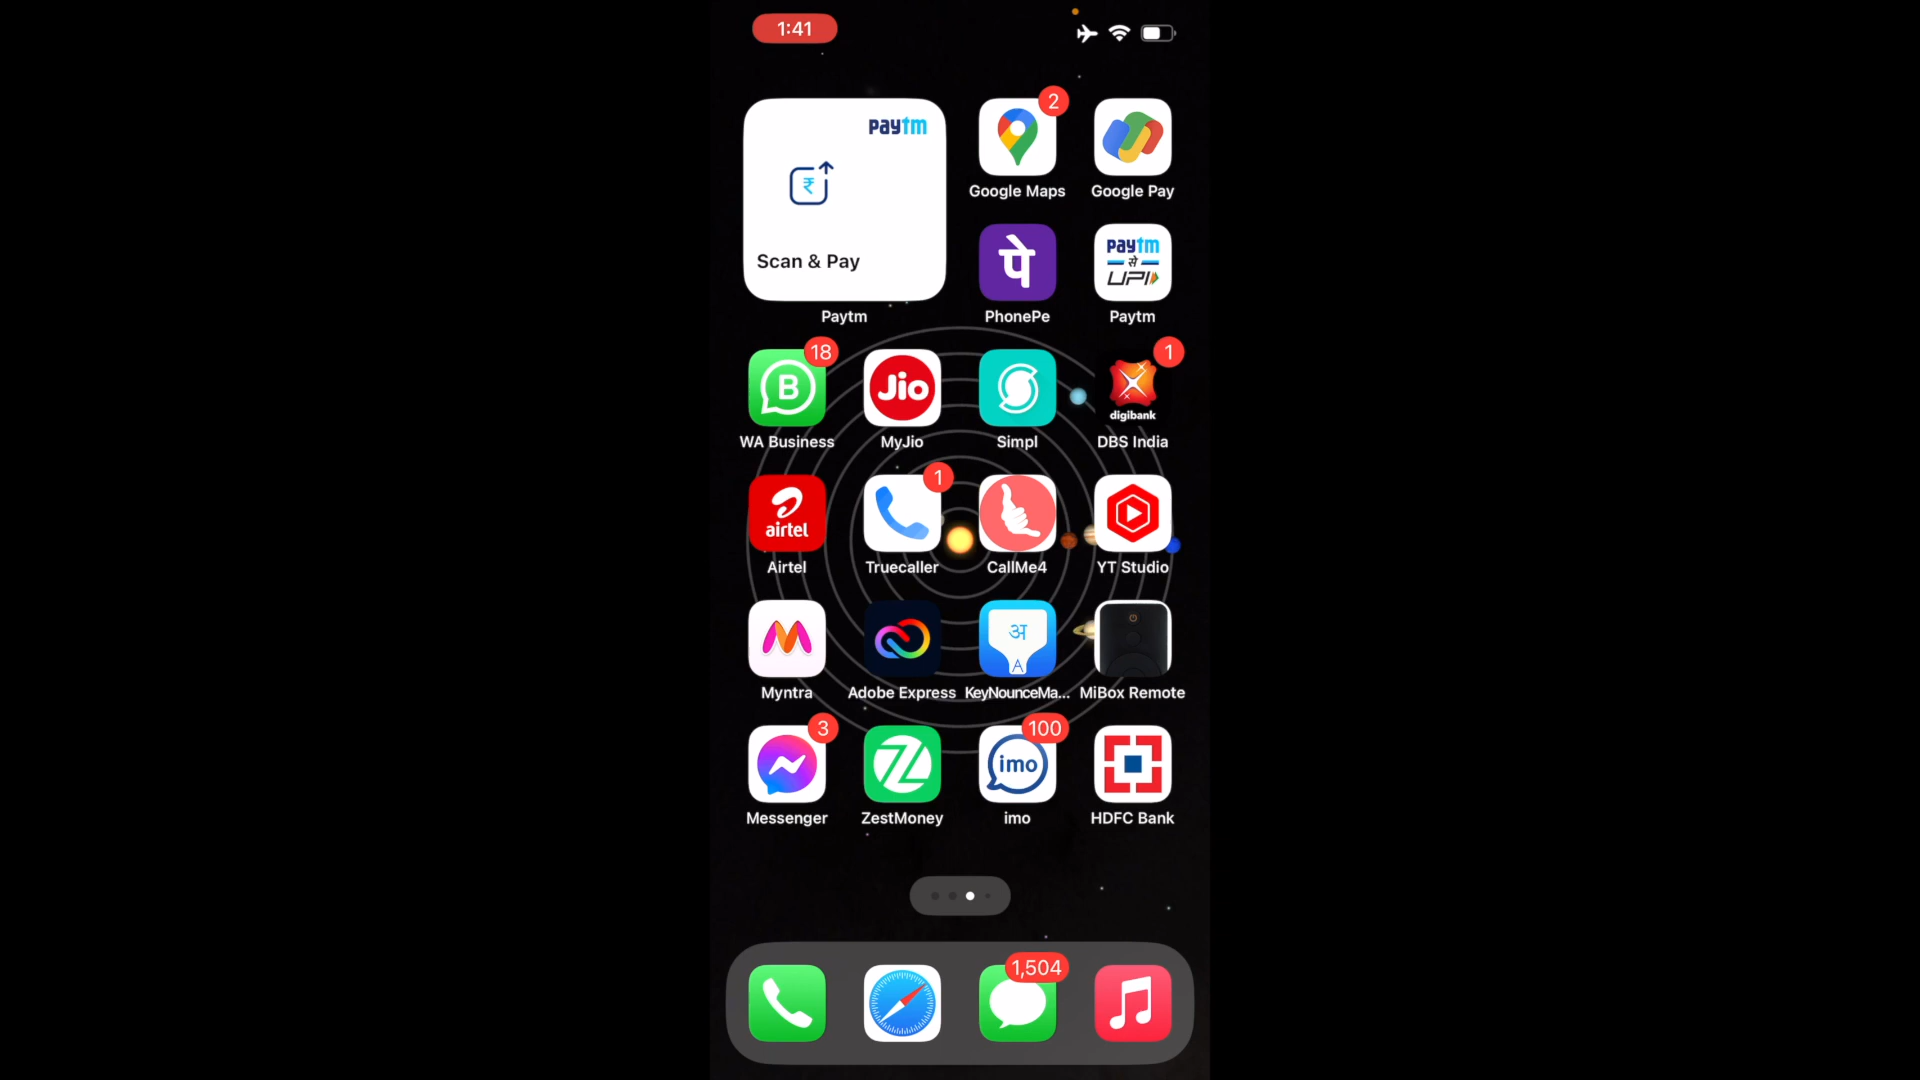 1:41
paytm
₹
Scan & Pay
Paytm
2
Google Maps
Google Pay
पे
PhonePe
paytm
से
UPI
Paytm
18
B
WA Business
Jio
MyJio
Simpl
1
digibank
DBS India
airtel
Airtel
1
Truecaller
CallMe4
YT Studio
Myntra
Adobe Express
अ
A
KeyNounceMa...
MiBox Remote
3
Messenger
ZestMoney
100
imo
imo
HDFC Bank
1,504